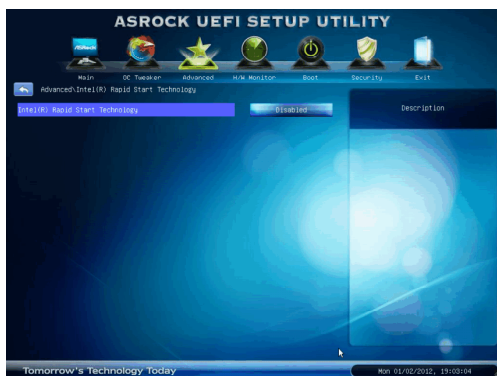 ASROCK UEFI SETUP UTILITY
ASRock
Main
OC Tweaker
Advanced
H/W Monitor
Boot
Security
Exit
Advanced\Intel(R) Rapid Start Technology
Intel(R) Rapid Start Technology
Disabled
Description
Tomorrow's Technology Today
Mon 01/02/2012, 19:03:04